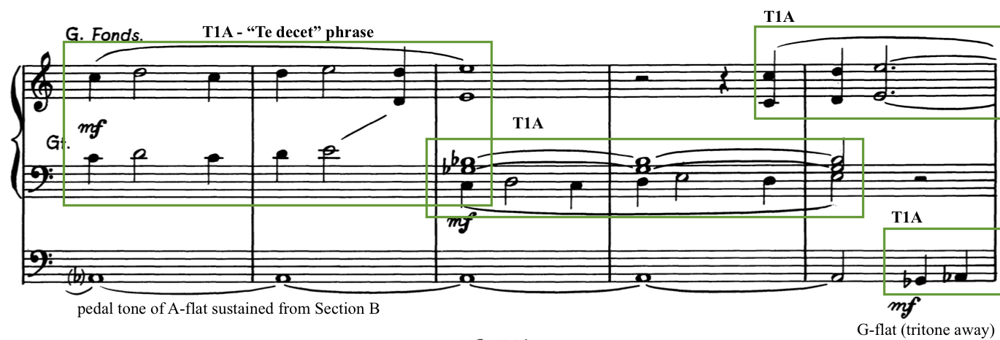 T1A
G. Fonds. T1A - “Te decet” phrase
mf
Gt.
T1A
mf
T1A
(b)
pedal tone of A-flat sustained from Section B
mf
G-flat (tritone away)